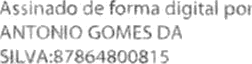 Assinado de forma digital por
ANTONIO GOMES DA
SILVA:87864800815